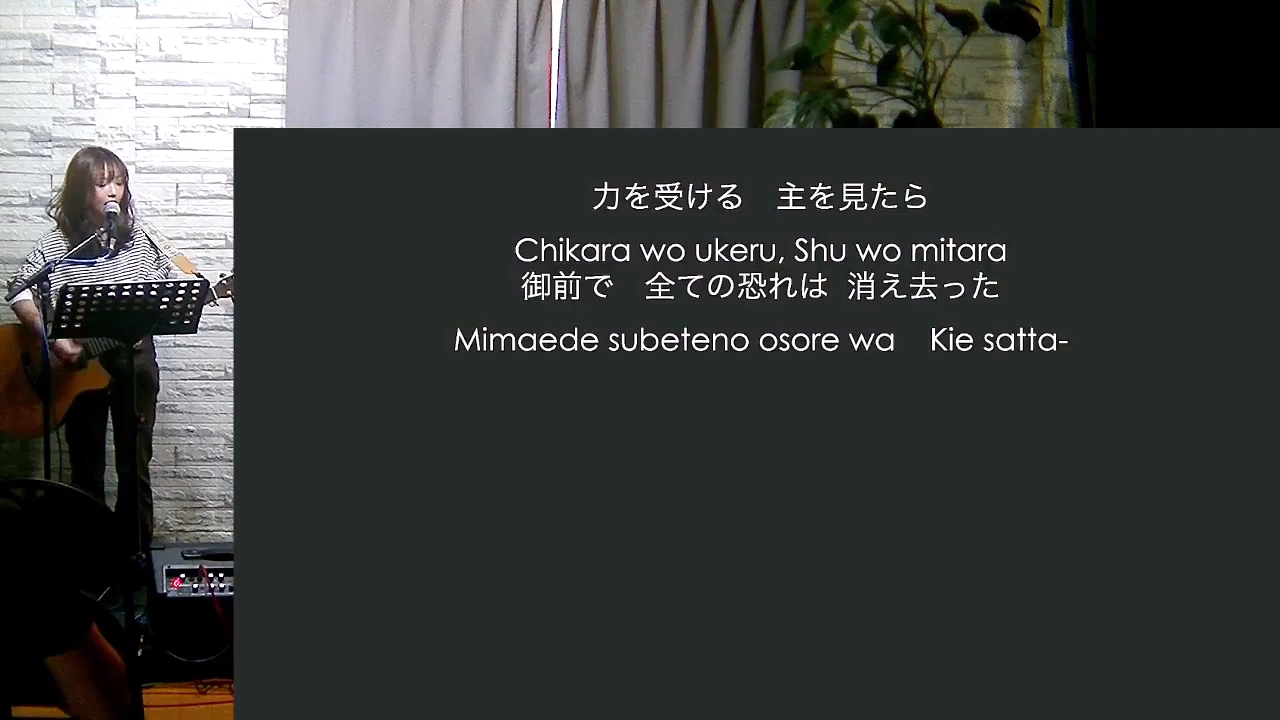 力を受ける　主を見たら
Chikara wo ukeru, Shu wo mitara
御前で　全ての恐れは 消え去った
Mimaede subeteno osore wa　Kie satta-